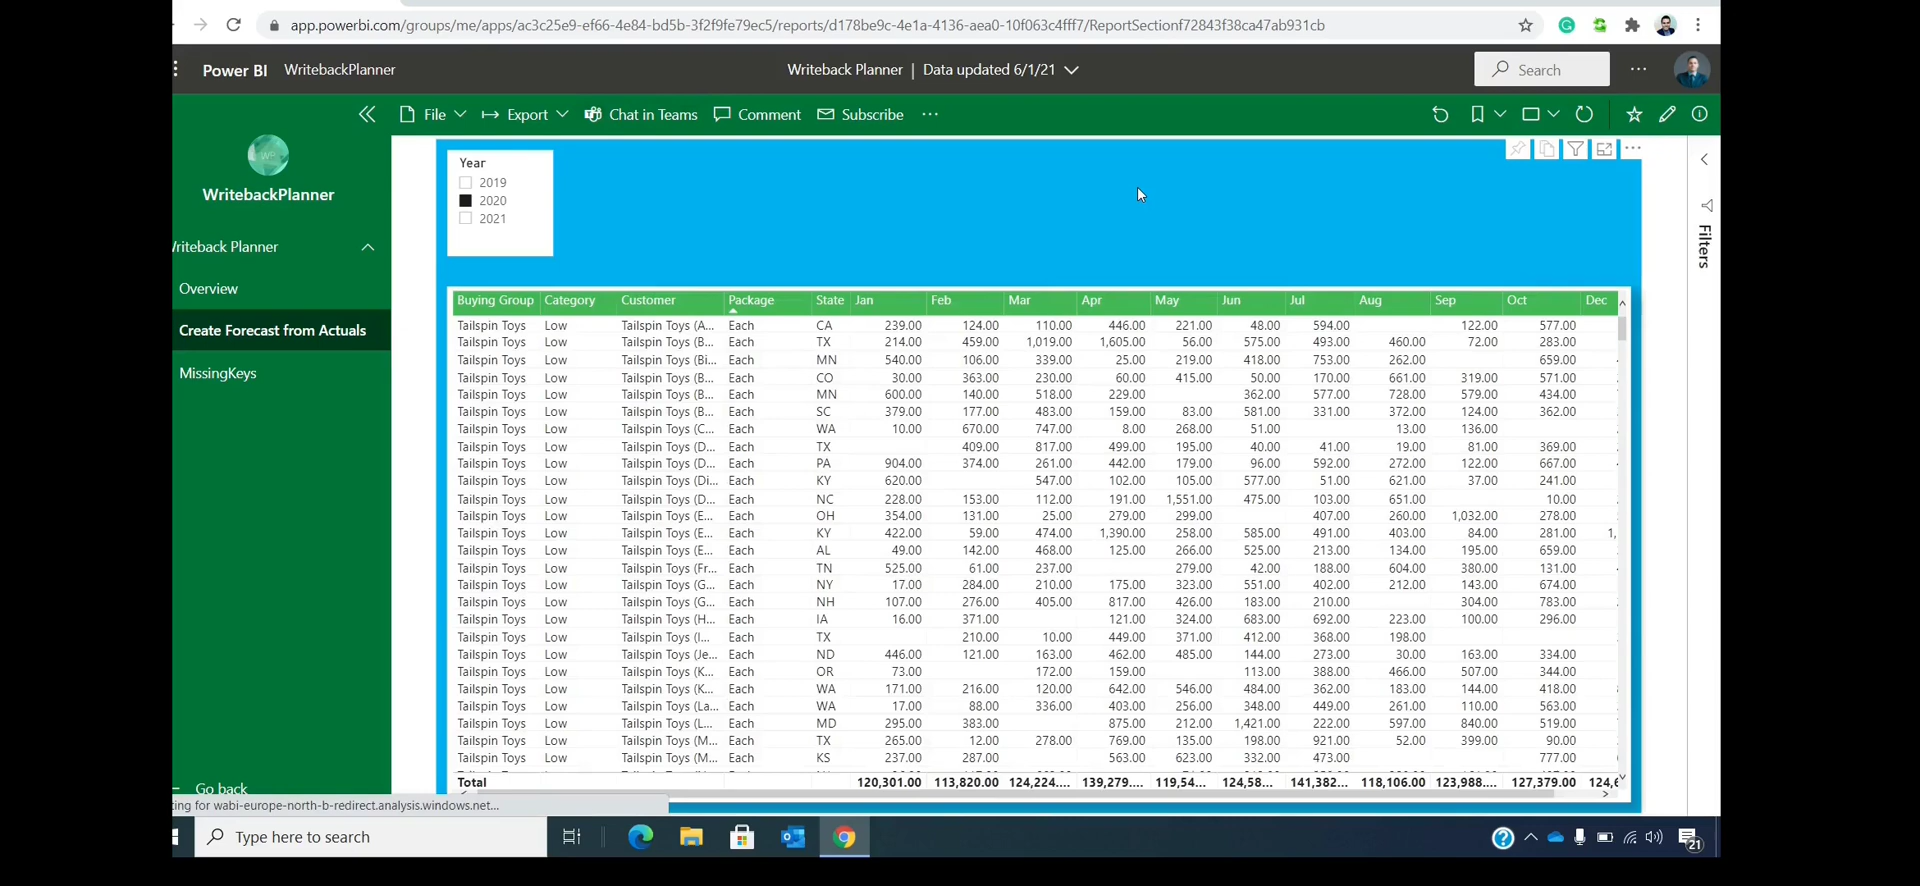 app.powerbi.com/groups/me/apps/ac3c25e9-ef66-4e84-bd5b-3f2f9fe79ec5/reports/d178be9c-4e1a-4136-aea0-10f063c4fff7/ReportSectionf72843f38ca47ab931cb
Power BI WritebackPlanner Writeback Planner | Data updated 6/1/21 Search
File Export Chat in Teams Comment Subscribe
WP
WritebackPlanner
Writeback Planner
Overview
Create Forecast from Actuals
MissingKeys
Go back
Year
2019
2020
2021
Filters
Buying Group Category Customer Package State Jan Feb Mar Apr May Jun Jul Aug Sep Oct Dec
Tailspin Toys Low Tailspin Toys (A... Each CA 239.00 124.00 110.00 446.00 221.00 48.00 594.00 122.00 577.00
Tailspin Toys Low Tailspin Toys (B... Each TX 214.00 459.00 1,019.00 1,605.00 56.00 575.00 493.00 460.00 72.00 283.00
Tailspin Toys Low Tailspin Toys (Bi... Each MN 540.00 106.00 339.00 25.00 219.00 418.00 753.00 262.00 659.00
Tailspin Toys Low Tailspin Toys (B... Each CO 30.00 363.00 230.00 60.00 415.00 50.00 170.00 661.00 319.00 571.00
Tailspin Toys Low Tailspin Toys (B... Each MN 600.00 140.00 518.00 229.00 362.00 577.00 728.00 579.00 434.00
Tailspin Toys Low Tailspin Toys (B... Each SC 379.00 177.00 483.00 159.00 83.00 581.00 331.00 372.00 124.00 362.00
Tailspin Toys Low Tailspin Toys (C... Each WA 10.00 670.00 747.00 8.00 268.00 51.00 13.00 136.00
Tailspin Toys Low Tailspin Toys (D... Each TX 409.00 817.00 499.00 195.00 40.00 41.00 19.00 81.00 369.00
Tailspin Toys Low Tailspin Toys (D... Each PA 904.00 374.00 261.00 442.00 179.00 96.00 592.00 272.00 122.00 667.00
Tailspin Toys Low Tailspin Toys (Di... Each KY 620.00 547.00 102.00 105.00 577.00 51.00 621.00 37.00 241.00
Tailspin Toys Low Tailspin Toys (D... Each NC 228.00 153.00 112.00 191.00 1,551.00 475.00 103.00 651.00 10.00
Tailspin Toys Low Tailspin Toys (E... Each OH 354.00 131.00 25.00 279.00 299.00 407.00 260.00 1,032.00 278.00
Tailspin Toys Low Tailspin Toys (E... Each KY 422.00 59.00 474.00 1,390.00 258.00 585.00 491.00 403.00 84.00 281.00 1,
Tailspin Toys Low Tailspin Toys (E... Each AL 49.00 142.00 468.00 125.00 266.00 525.00 213.00 134.00 195.00 659.00
Tailspin Toys Low Tailspin Toys (Fr... Each TN 525.00 61.00 237.00 279.00 42.00 188.00 604.00 380.00 131.00
Tailspin Toys Low Tailspin Toys (G... Each NY 17.00 284.00 210.00 175.00 323.00 551.00 402.00 212.00 143.00 674.00
Tailspin Toys Low Tailspin Toys (G... Each NH 107.00 276.00 405.00 817.00 426.00 183.00 210.00 304.00 783.00
Tailspin Toys Low Tailspin Toys (H... Each IA 16.00 371.00 121.00 324.00 683.00 692.00 223.00 100.00 296.00
Tailspin Toys Low Tailspin Toys (I... Each TX 210.00 10.00 449.00 371.00 412.00 368.00 198.00
Tailspin Toys Low Tailspin Toys (Je... Each ND 446.00 121.00 163.00 462.00 485.00 144.00 273.00 30.00 163.00 334.00
Tailspin Toys Low Tailspin Toys (K... Each OR 73.00 172.00 159.00 113.00 388.00 466.00 507.00 344.00
Tailspin Toys Low Tailspin Toys (K... Each WA 171.00 216.00 120.00 642.00 546.00 484.00 362.00 183.00 144.00 418.00
Tailspin Toys Low Tailspin Toys (La... Each WA 17.00 88.00 336.00 403.00 256.00 348.00 449.00 261.00 110.00 563.00
Tailspin Toys Low Tailspin Toys (L... Each MD 295.00 383.00 875.00 212.00 1,421.00 222.00 597.00 840.00 519.00
Tailspin Toys Low Tailspin Toys (M... Each TX 265.00 12.00 278.00 769.00 135.00 198.00 921.00 52.00 399.00 90.00
Tailspin Toys Low Tailspin Toys (M... Each KS 237.00 287.00 563.00 623.00 332.00 473.00 777.00
Total 120,301.00 113,820.00 124,224.... 139,279.... 119,54... 124,58... 141,382... 118,106.00 123,988.... 127,379.00 124,6
ting for wabi-europe-north-b-redirect.analysis.windows.net...
Type here to search
21